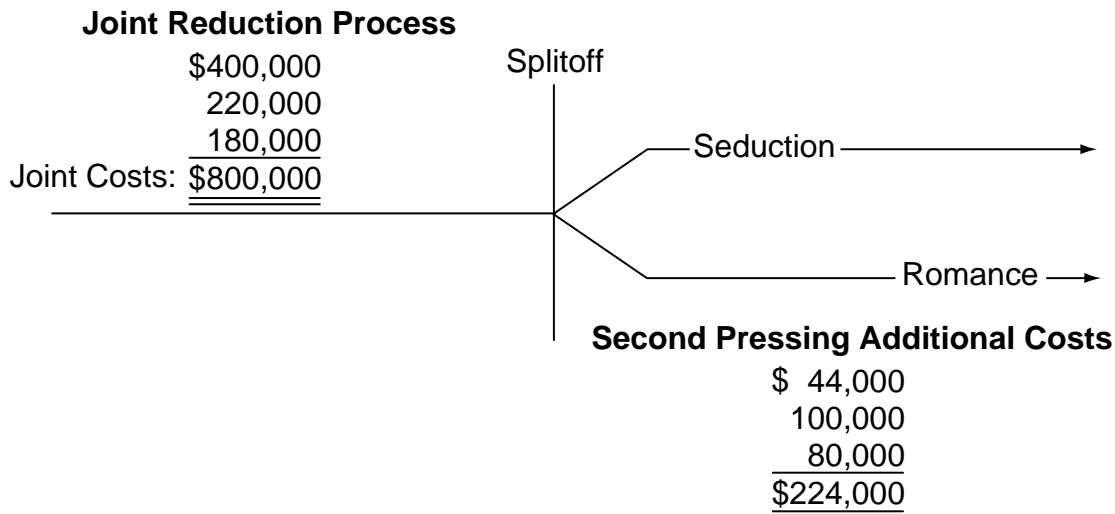 Joint Reduction Process
$400,000
220,000
180,000
Joint Costs: $800,000
Splitoff
Seduction
Romance
Second Pressing Additional Costs
$ 44,000
100,000
80,000
$224,000